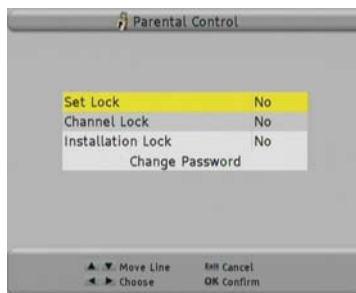 Parental Control
Set Lock No
Channel Lock No
Installation Lock No
Change Password
Move Line Exit Cancel
Choose OK Confirm